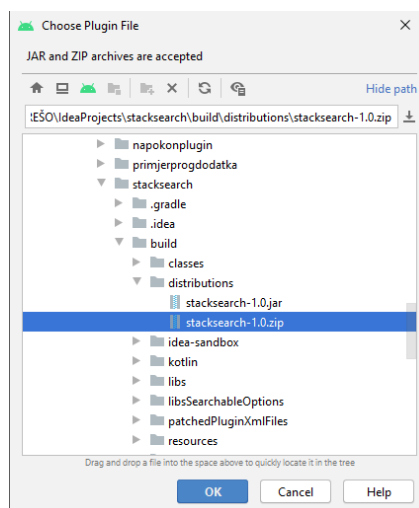 Choose Plugin File
JAR and ZIP archives are accepted
Hide path
:EŠO\IdeaProjects\stacksearch\build\distributions\stacksearch-1.0.zip
napokonplugin
primjerprogdodatka
stacksearch
.gradle
.idea
build
classes
distributions
stacksearch-1.0.jar
stacksearch-1.0.zip
idea-sandbox
kotlin
libs
libsSearchableOptions
patchedPluginXmlFiles
resources
Drag and drop a file into the space above to quickly locate it in the tree
OK Cancel Help